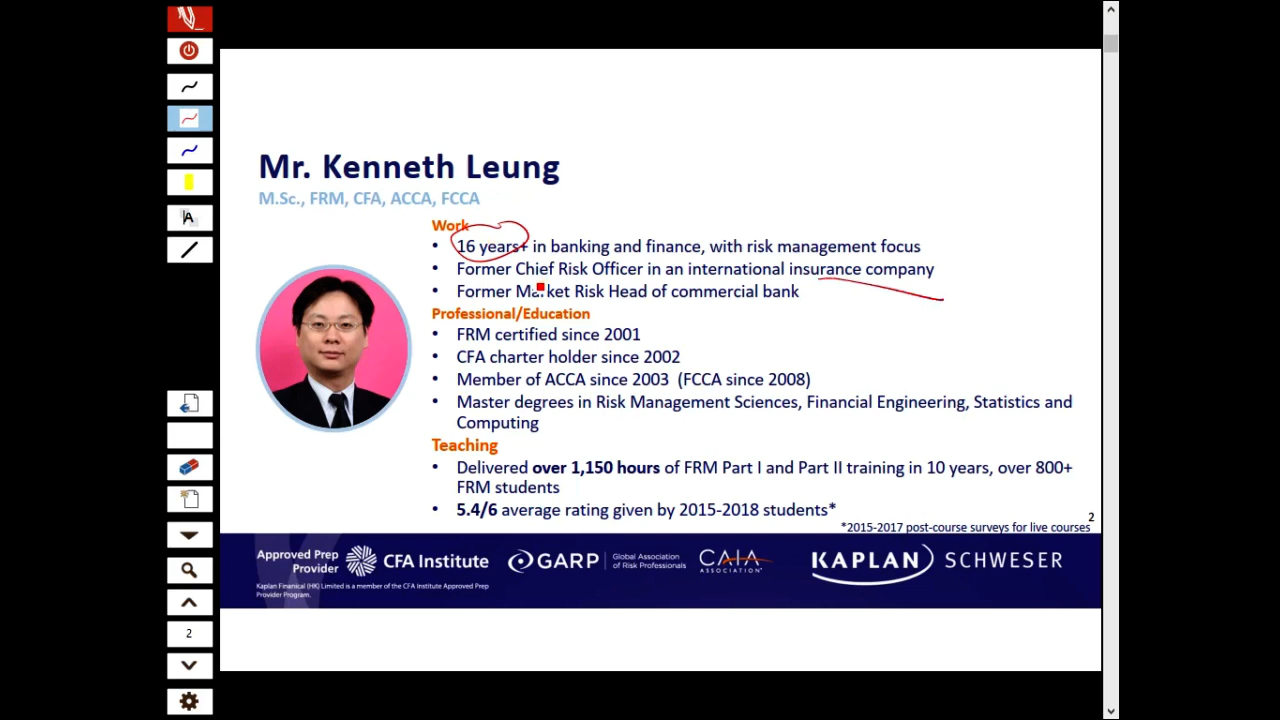 Mr. Kenneth Leung
M.Sc., FRM, CFA, ACCA, FCCA
Work
• 16 years+ in banking and finance, with risk management focus
• Former Chief Risk Officer in an international insurance company
• Former Market Risk Head of commercial bank
Professional/Education
• FRM certified since 2001
• CFA charter holder since 2002
• Member of ACCA since 2003 (FCCA since 2008)
• Master degrees in Risk Management Sciences, Financial Engineering, Statistics and
Computing
Teaching
• Delivered over 1,150 hours of FRM Part I and Part II training in 10 years, over 800+
FRM students
• 5.4/6 average rating given by 2015-2018 students*
2
*2015-2017 post-course surveys for live courses
Approved Prep
Provider
CFA Institute
GARP
Global Association
of Risk Professionals
CAIA
ASSOCIATION
KAPLAN SCHWESER
Kaplan Finanical (HK) Limited is a member of the CFA Institute Approved Prep
Provider Program.
A
2